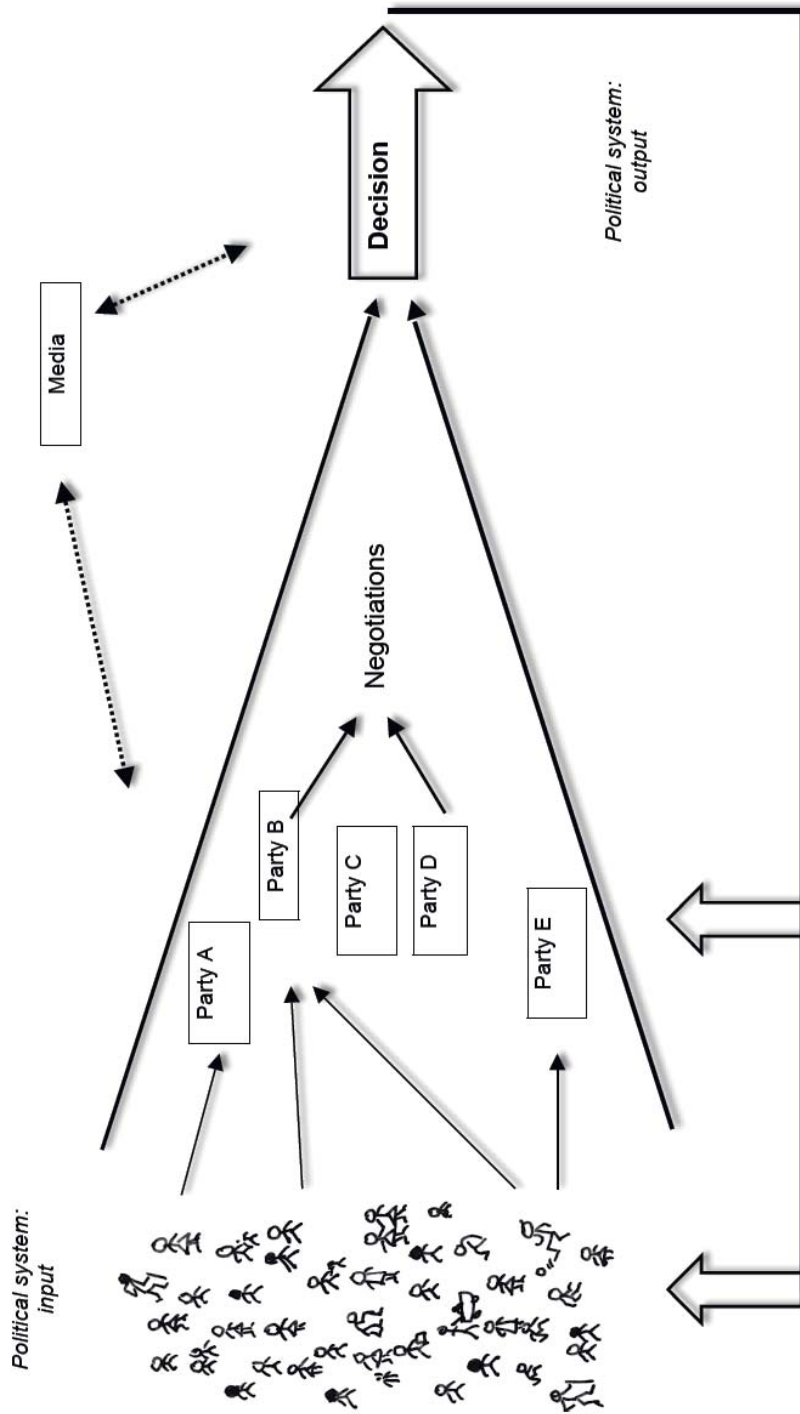 Political system:
input
Party A
Party B
Party C
Party D
Party E
Negotiations
Media
Decision
Political system:
output